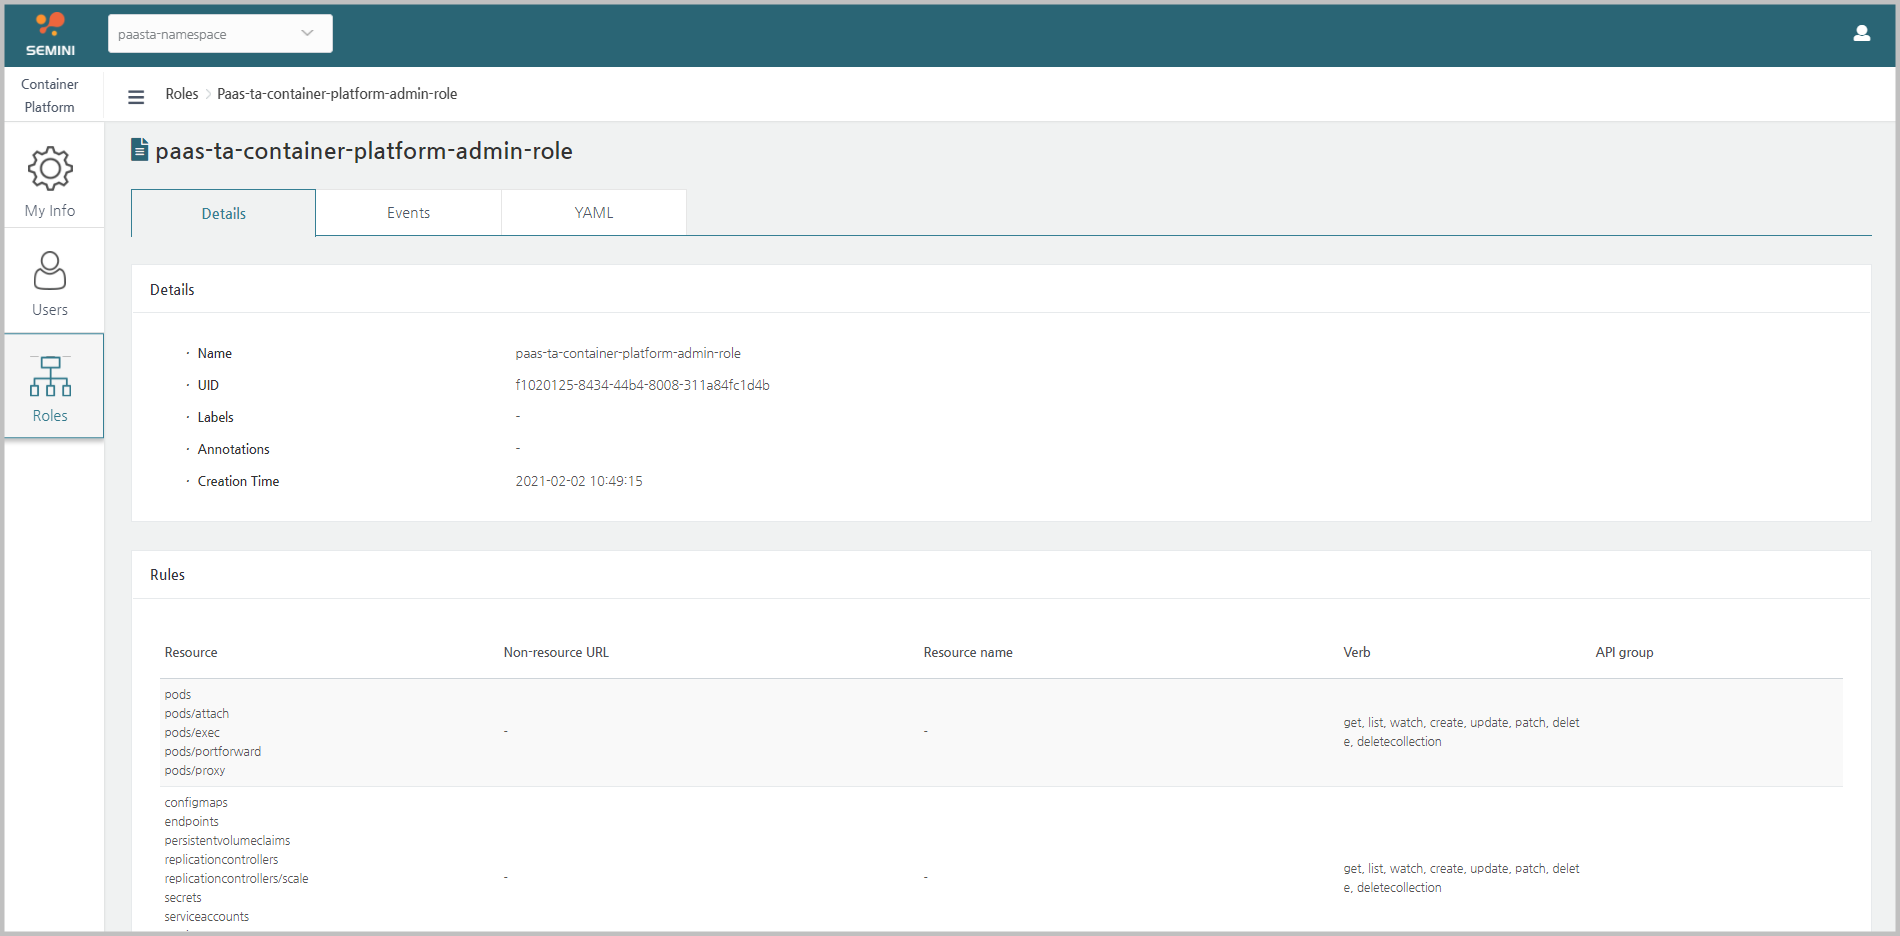 SEMINI
paasta-namespace
Container
Platform
Roles
Paas-ta-container-platform-admin-role
My Info
Users
Roles
paas-ta-container-platform-admin-role
Details
Events
YAML
Details
· Name
paas-ta-container-platform-admin-role
· UID
f1020125-8434-44b4-8008-311a84fc1d4b
· Labels
-
· Annotations
-
· Creation Time
2021-02-02 10:49:15
Rules
Resource
Non-resource URL
Resource name
Verb
API group
pods
pods/attach
pods/exec
pods/portforward
pods/proxy
-
-
get, list, watch, create, update, patch, delet
e, deletecollection
configmaps
endpoints
persistentvolumeclaims
replicationcontrollers
replicationcontrollers/scale
secrets
serviceaccounts
-
-
get, list, watch, create, update, patch, delet
e, deletecollection